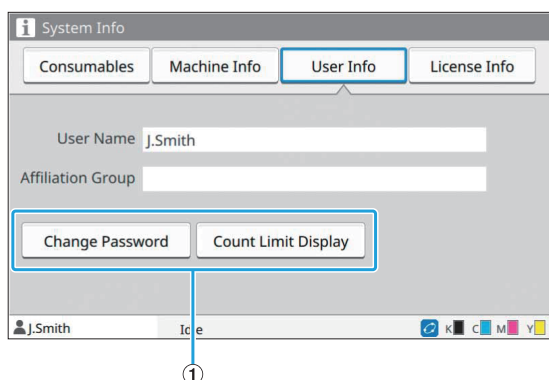 i System Info
Consumables Machine Info User Info License Info
User Name J.Smith
Affiliation Group
Change Password Count Limit Display
J.Smith Idle K C M Y
①